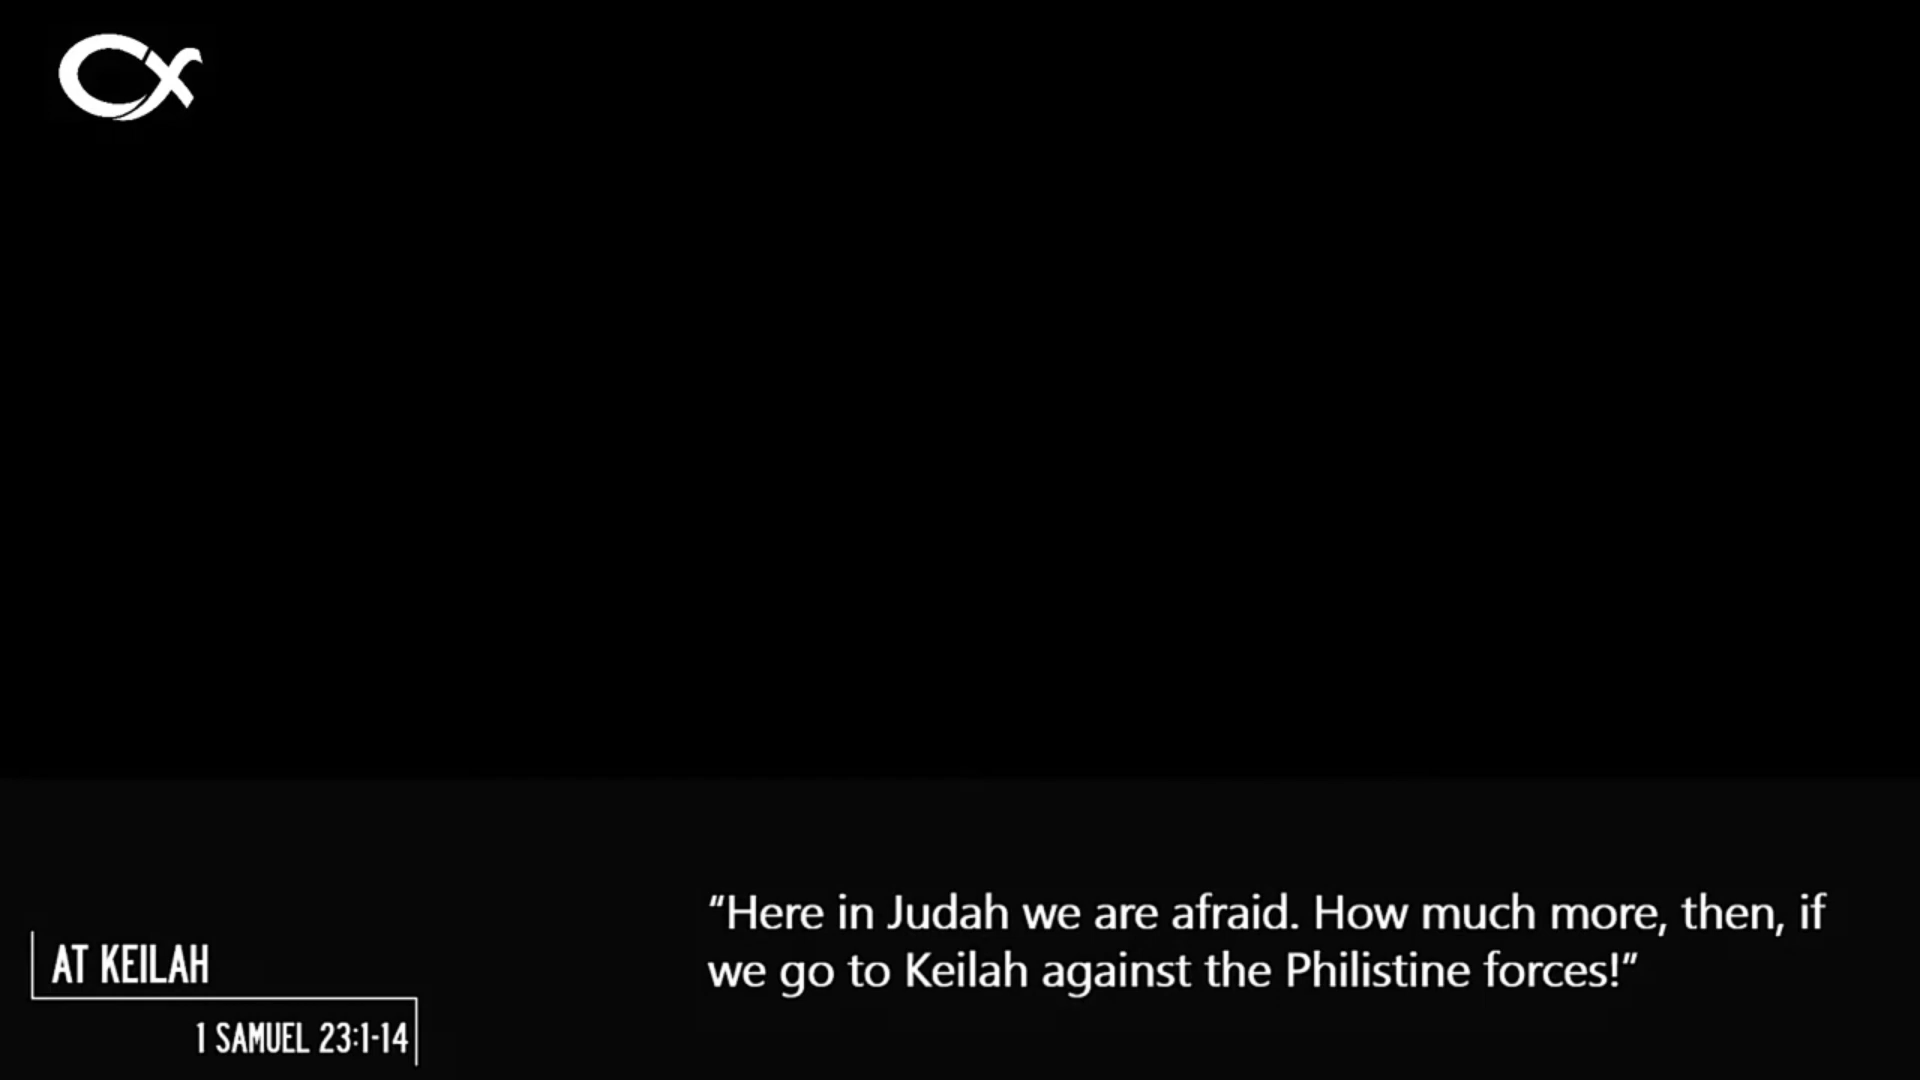 “Here in Judah we are afraid. How much more, then, if
we go to Keilah against the Philistine forces!”
AT KEILAH
1 SAMUEL 23:1-14